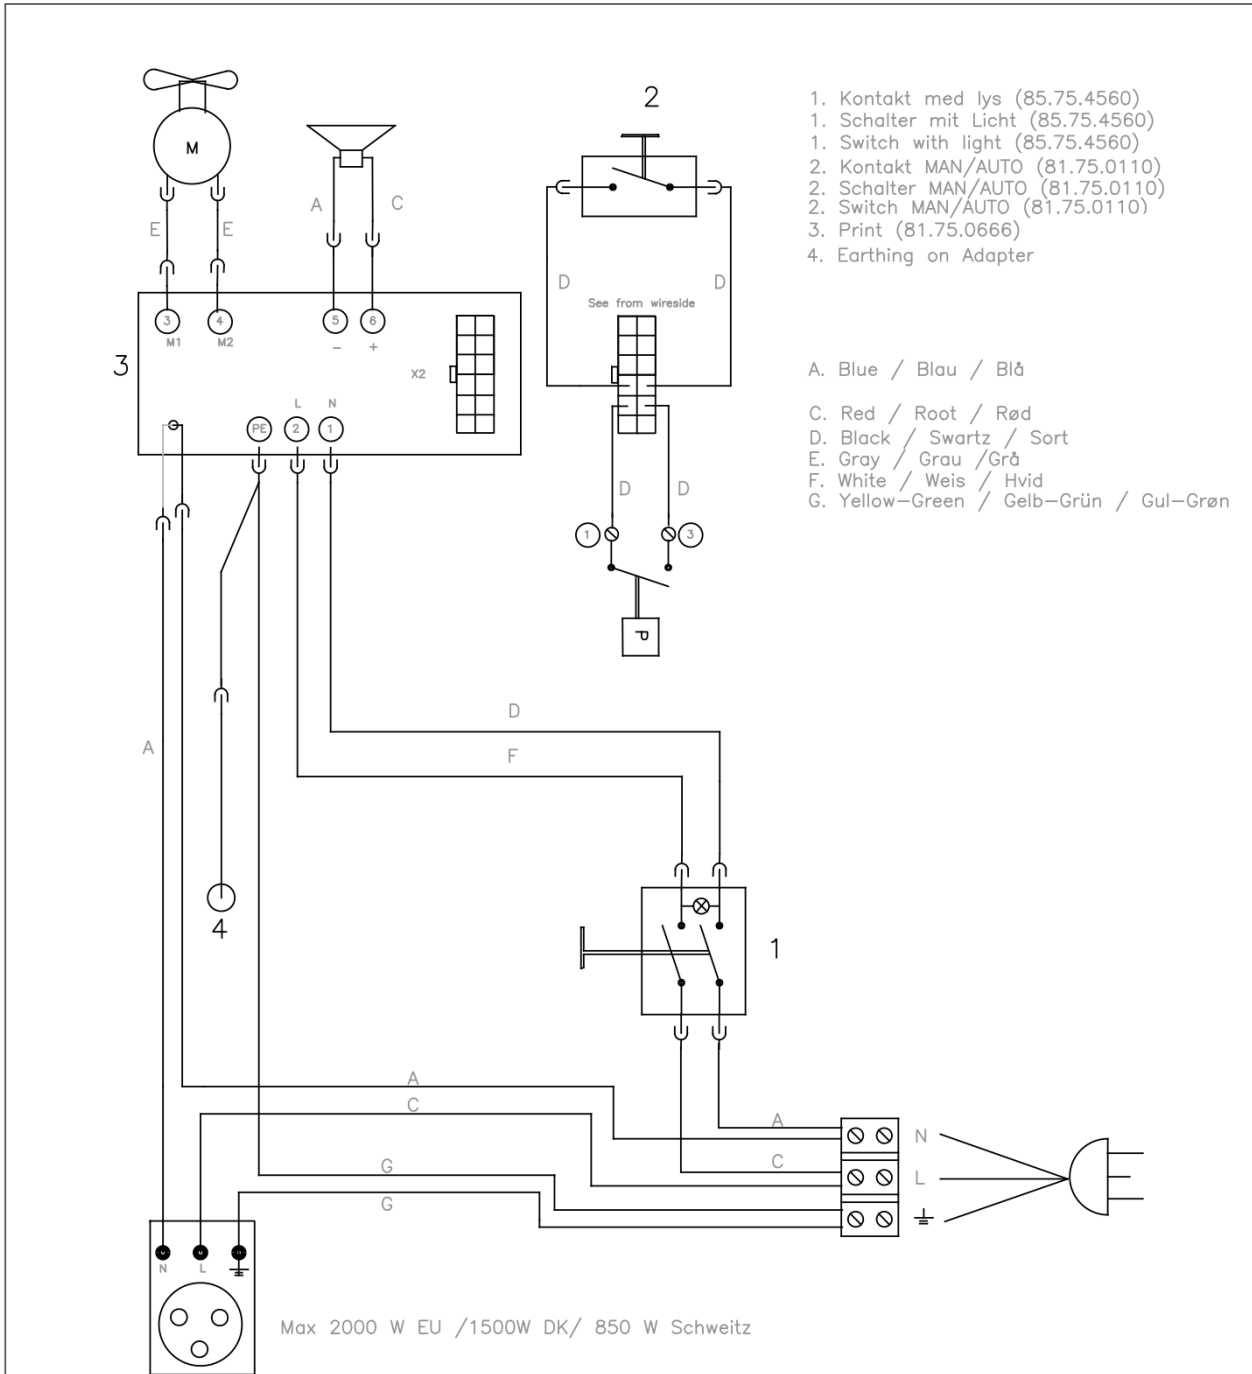 2
1. Kontakt med lys (85.75.4560)
1. Schalter mit Licht (85.75.4560)
1. Switch with light (85.75.4560)
2. Kontakt MAN/AUTO (81.75.0110)
2. Schalter MAN/AUTO (81.75.0110)
2. Switch MAN/AUTO (81.75.0110)
3. Print (81.75.0666)
4. Earthing on Adapter
M
A C
E E
D D
See from wireside
3 4 5 6
M1 M2 - +
3
X2
L N
PE 2 1
A. Blue / Blau / Blå
C. Red / Root / Rød
D. Black / Swartz / Sort
E. Gray / Grau /Grå
F. White / Weis / Hvid
G. Yellow-Green / Gelb-Grün / Gul-Grøn
D D
1 3
P
D
A
F
4
1
A
C
A
N
C
L
G
G
N L
Max 2000 W EU /1500W DK/ 850 W Schweitz